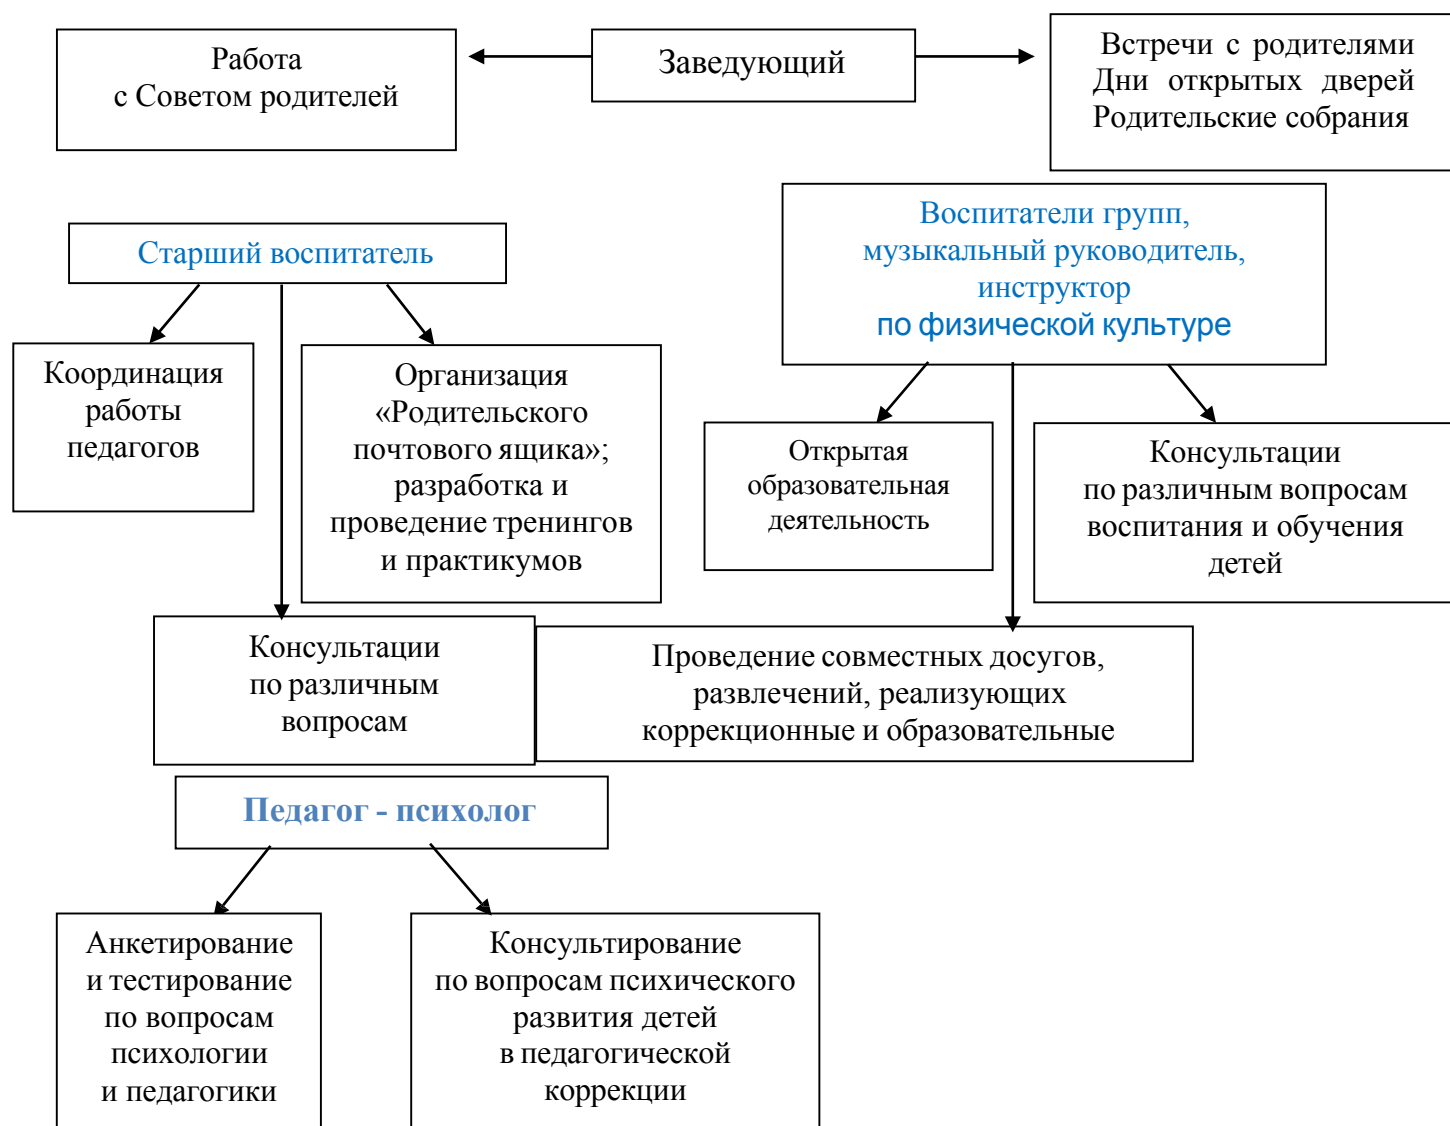 Работа
с Советом родителей
Заведующий
Встречи с родителями
Дни открытых дверей
Родительские собрания
Старший воспитатель
Воспитатели групп,
музыкальный руководитель,
инструктор
по физической культуре
Координация
работы
педагогов
Организация
«Родительского
почтового ящика»;
разработка и
проведение тренингов
и практикумов
Открытая
образовательная
деятельность
Консультации
по различным вопросам
воспитания и обучения
детей
Консультации
по различным
вопросам
Проведение совместных досугов,
развлечений, реализующих
коррекционные и образовательные
Педагог - психолог
Анкетирование
и тестирование
по вопросам
психологии
и педагогики
Консультирование
по вопросам психического
развития детей
в педагогической
коррекции